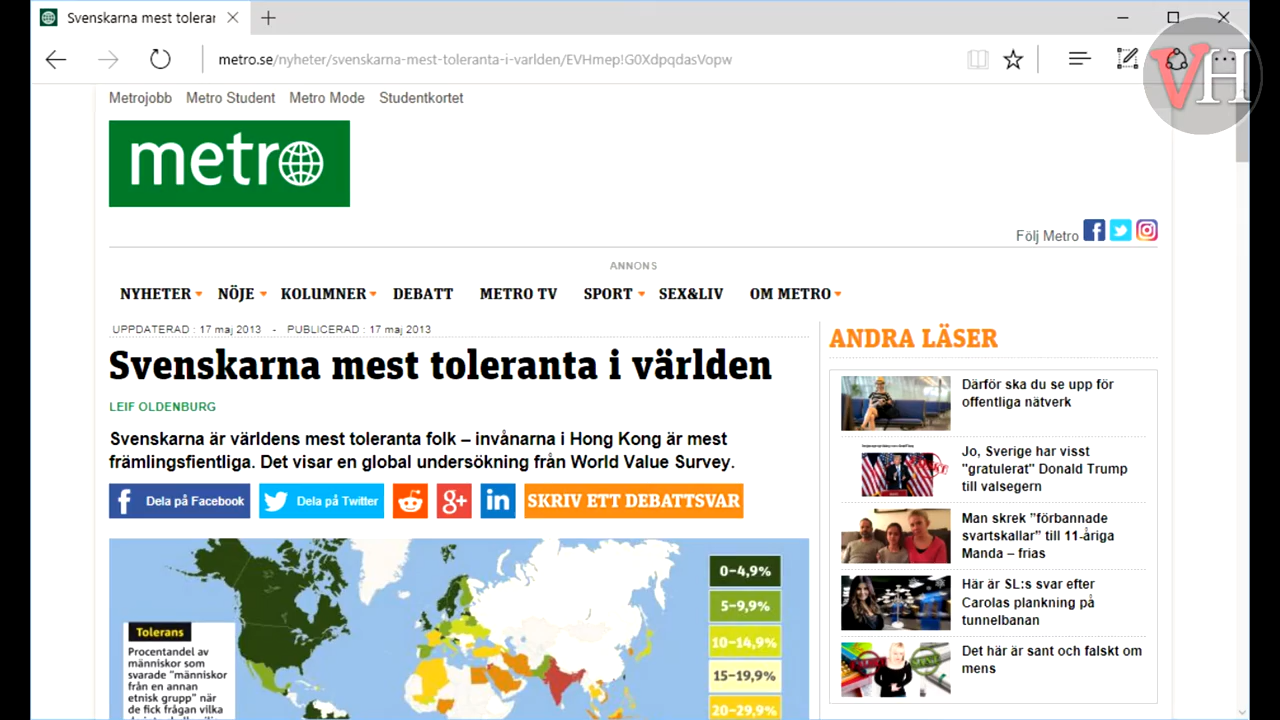 Svenskarna mest tolerar
metro.se/nyheter/svenskarna-mest-toleranta-i-varlden/EVHmep!G0XdpqdasVopw
VH
Metrojobb Metro Student Metro Mode Studentkortet
metro
Följ Metro
ANNONS
NYHETER NÖJE KOLUMNER DEBATT METRO TV SPORT SEX&LIV OM METRO
UPPDATERAD : 17 maj 2013 - PUBLICERAD : 17 maj 2013
Svenskarna mest toleranta i världen
LEIF OLDENBURG
Svenskarna är världens mest toleranta folk – invånarna i Hong Kong är mest
främlingsfientliga. Det visar en global undersökning från World Value Survey.
Dela på Facebook Dela på Twitter g+ in SKRIV ETT DEBATTSVAR
0–4,9%
5–9,9%
10–14,9%
15–19,9%
20–29,9%
Tolerans
Procentandel av
människor som
svarade "människor
från en annan
etnisk grupp" när
de fick frågan vilka
ANDRA LÄSER
Därför ska du se upp för
offentliga nätverk
Jo, Sverige har visst
"gratulerat" Donald Trump
till valsegern
Man skrek ”förbannade
svartskallar” till 11-åriga
Manda – frias
Här är SL:s svar efter
Carolas plankning på
tunnelbanan
Det här är sant och falskt om
mens